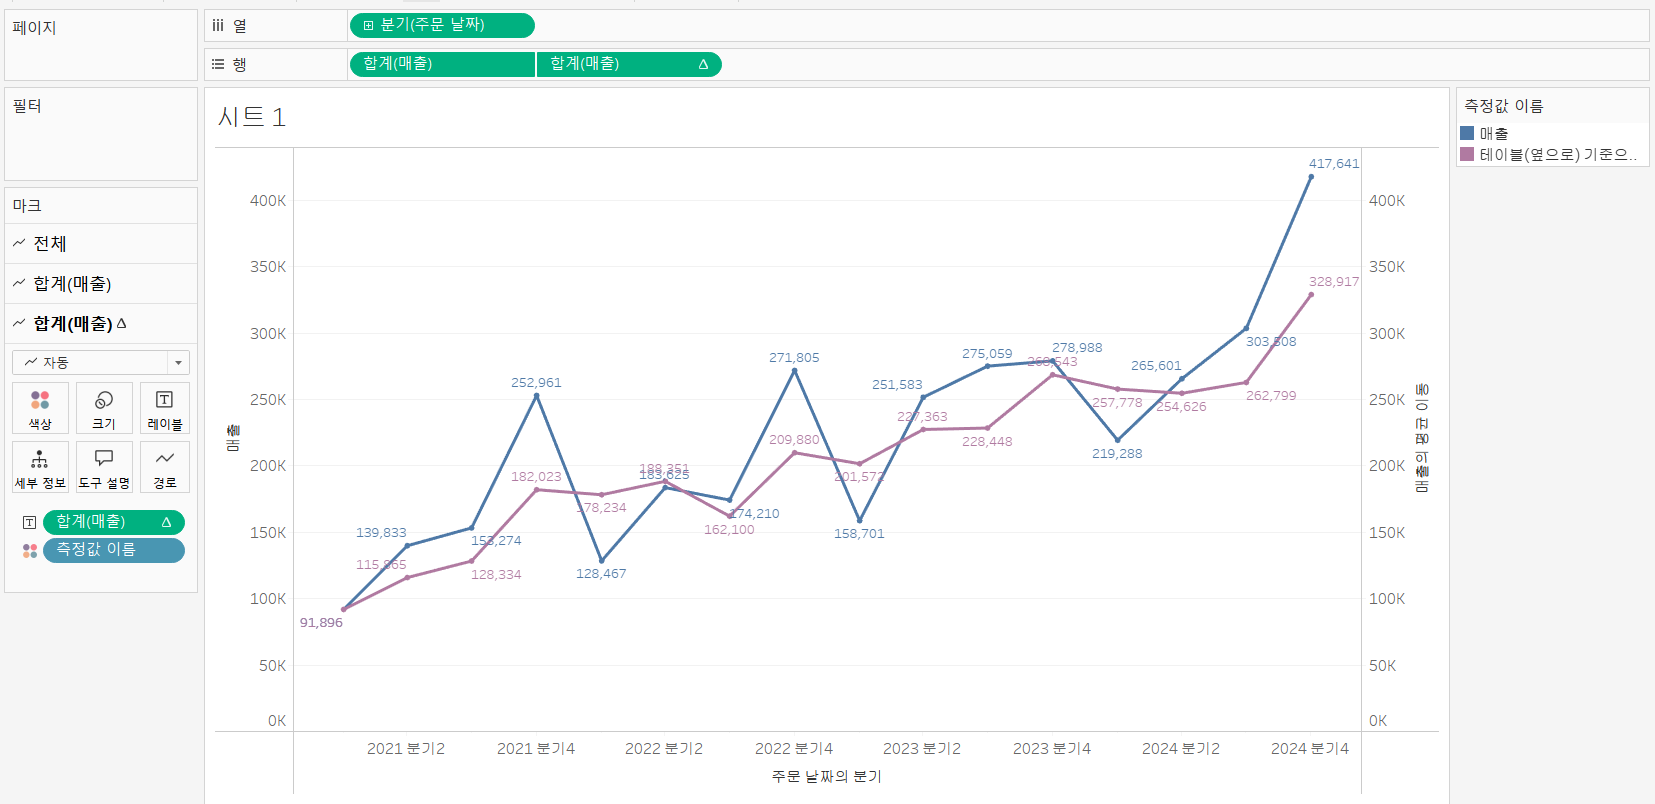 페이지
iii 열
분기(주문 날짜)
행
합계(매출)
합계(매출) Δ
필터
마크
전체
합계(매출)
합계(매출) Δ
자동
색상
크기
레이블
세부 정보
도구 설명
경로
합계(매출) Δ
측정값 이름
시트 1
417,641
400K
400K
350K
350K
328,917
300K
300K
303,508
271,805
275,059
278,988
268,543
265,601
252,961
251,583
250K
250K
257,778
254,626
262,799
227,363
228,448
219,288
209,880
200K
200K
201,572
188,351
183,625
182,023
178,234
174,210
162,100
158,701
150K
150K
139,833
153,274
128,467
128,334
115,865
100K
100K
91,896
50K
50K
0K
0K
매출
매출의 평균 이동
2021 분기2
2021 분기4
2022 분기2
2022 분기4
2023 분기2
2023 분기4
2024 분기2
2024 분기4
주문 날짜의 분기
측정값 이름
매출
테이블(옆으로) 기준으..